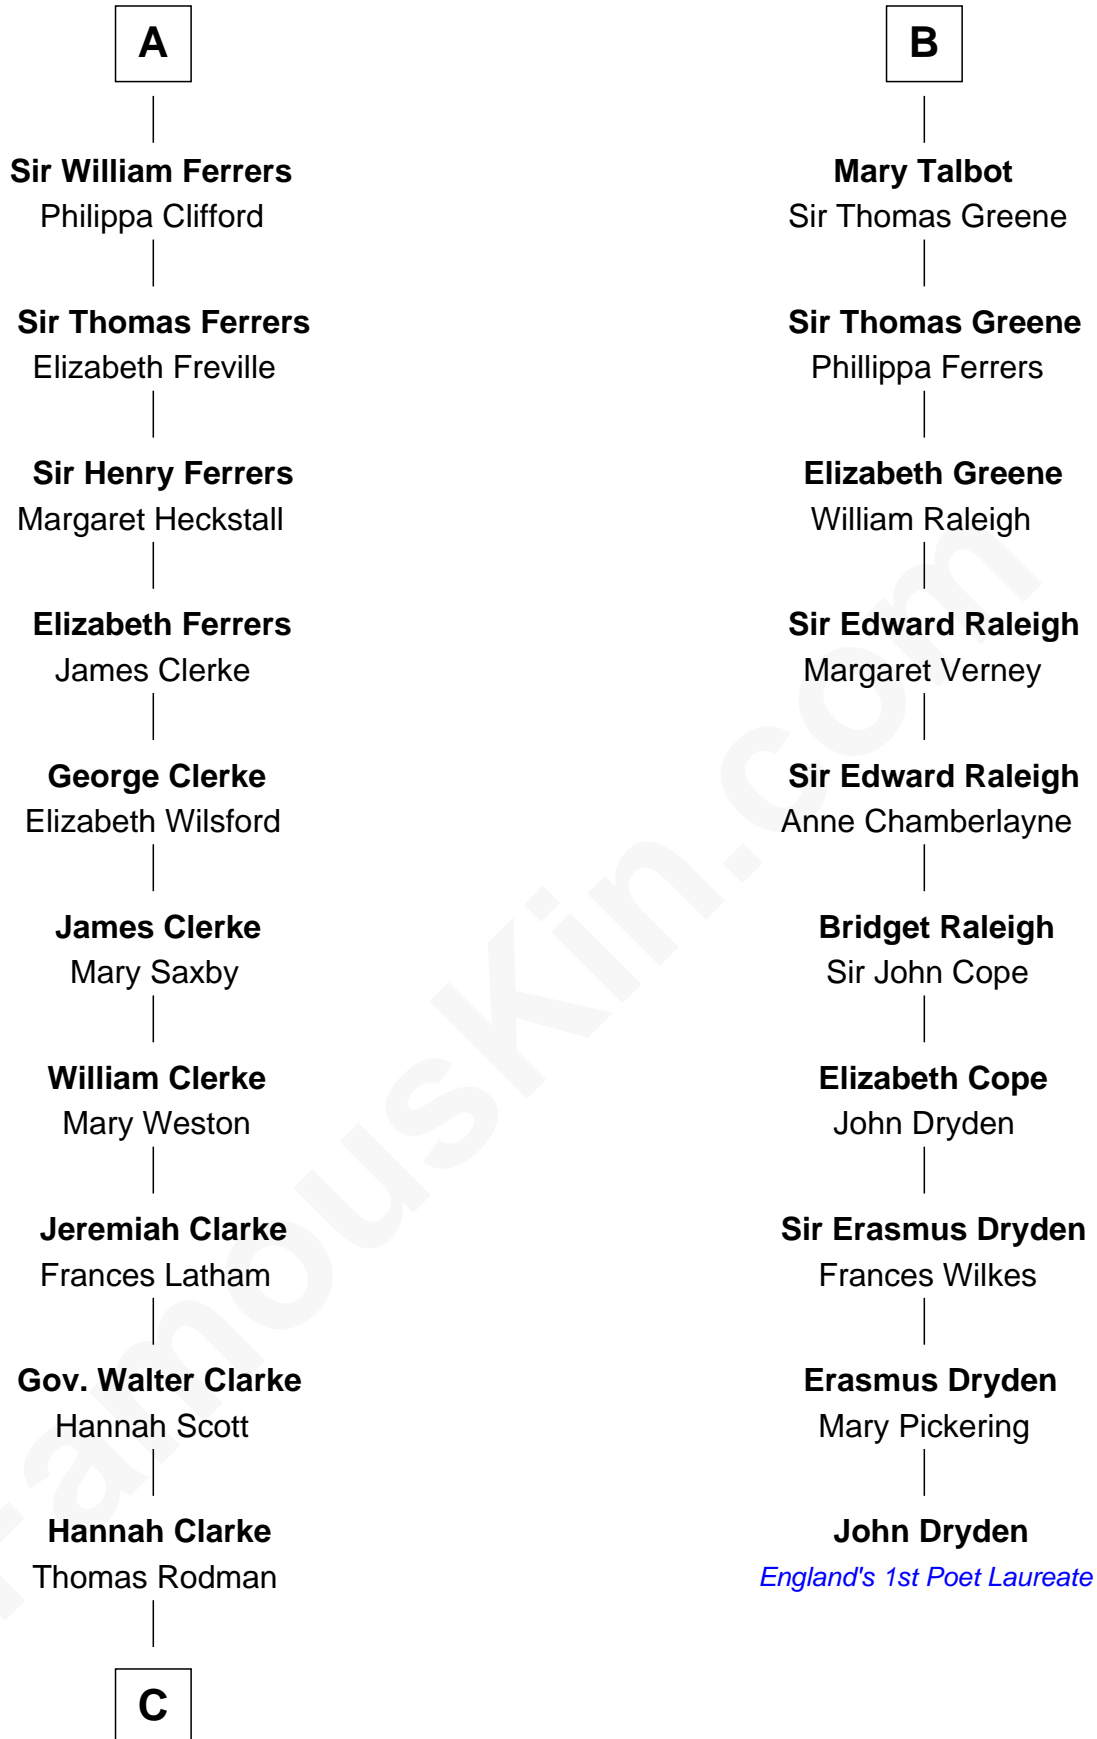 A
Sir William Ferrers
Philippa Clifford
Sir Thomas Ferrers
Elizabeth Freville
Sir Henry Ferrers
Margaret Heckstall
Elizabeth Ferrers
James Clerke
George Clerke
Elizabeth Wilsford
James Clerke
Mary Saxby
William Clerke
Mary Weston
Jeremiah Clarke
Frances Latham
Gov. Walter Clarke
Hannah Scott
Hannah Clarke
Thomas Rodman
C
B
Mary Talbot
Sir Thomas Greene
Sir Thomas Greene
Phillippa Ferrers
Elizabeth Greene
William Raleigh
Sir Edward Raleigh
Margaret Verney
Sir Edward Raleigh
Anne Chamberlayne
Bridget Raleigh
Sir John Cope
Elizabeth Cope
John Dryden
Sir Erasmus Dryden
Frances Wilkes
Erasmus Dryden
Mary Pickering
John Dryden
England's 1st Poet Laureate
FamousKin.com